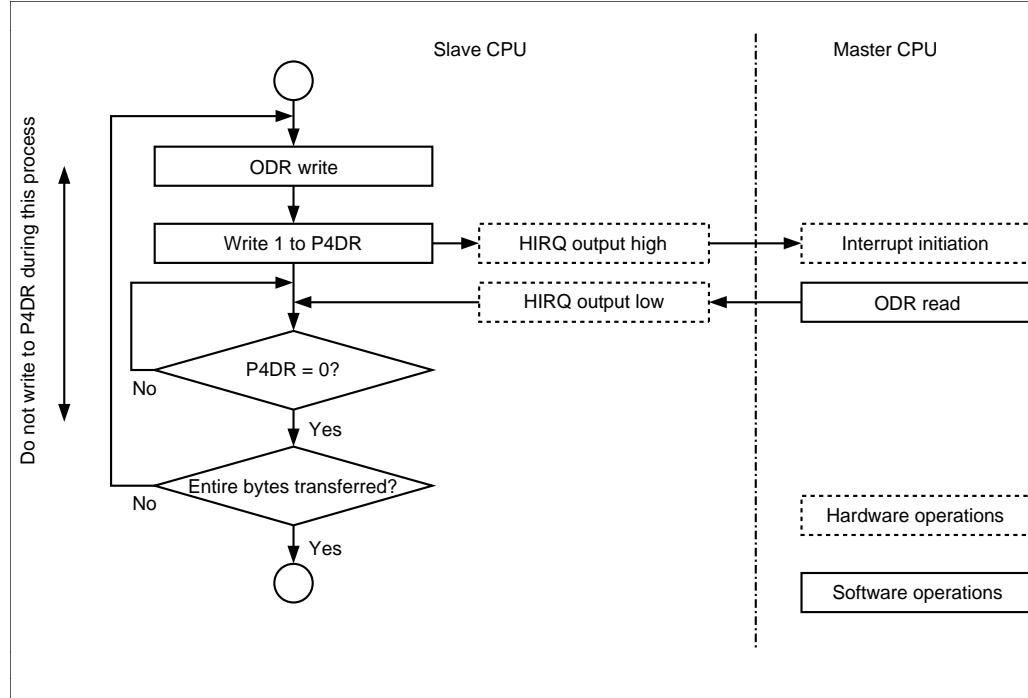 Slave CPU
Master CPU
Do not write to P4DR during this process
ODR write
Write 1 to P4DR
HIRQ output high
Interrupt initiation
HIRQ output low
ODR read
P4DR = 0?
No
Yes
Entire bytes transferred?
No
Hardware operations
Yes
Software operations